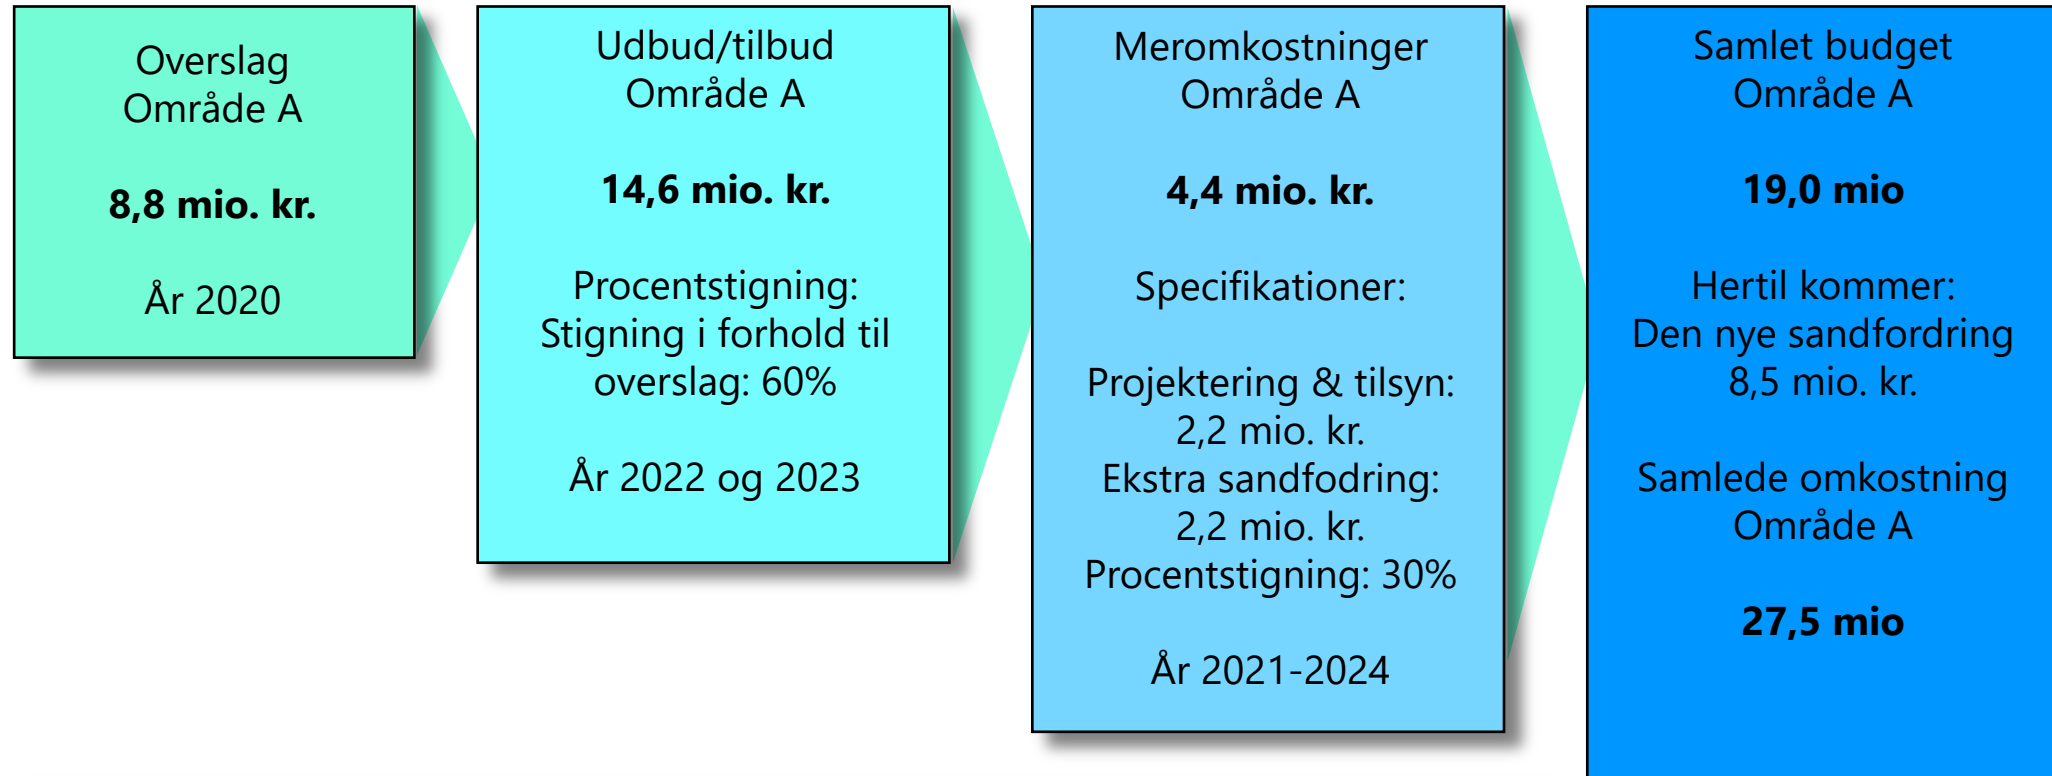 Overslag
Område A
8,8 mio. kr.
År 2020
Udbud/tilbud
Område A
14,6 mio. kr.
Procentstigning:
Stigning i forhold til
overslag: 60%
År 2022 og 2023
Meromkostninger
Område A
4,4 mio. kr.
Specifikationer:
Projektering & tilsyn:
2,2 mio. kr.
Ekstra sandfodring:
2,2 mio. kr.
Procentstigning: 30%
År 2021-2024
Samlet budget
Område A
19,0 mio
Hertil kommer:
Den nye sandfordring
8,5 mio. kr.
Samlede omkostning
Område A
27,5 mio